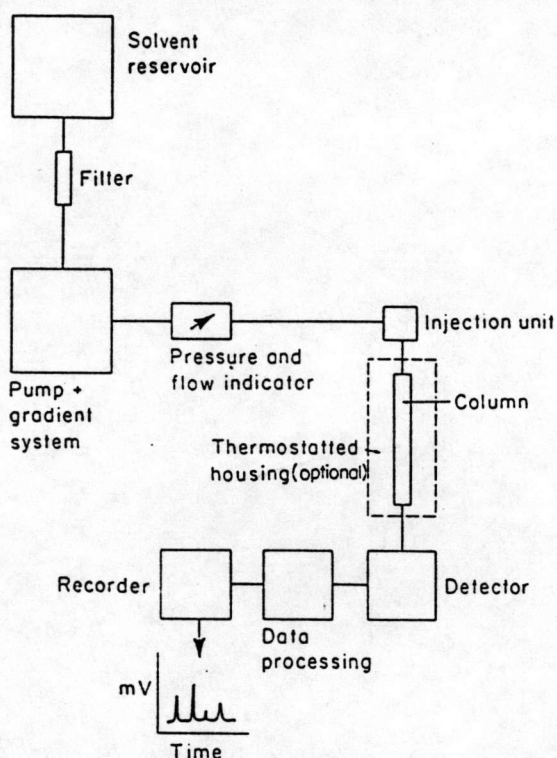 Solvent
reservoir
Filter
Pump +
gradient
system
Pressure and
flow indicator
Injection unit
Column
Thermostatted
housing(optional)
Detector
Data
processing
Recorder
mV
Time